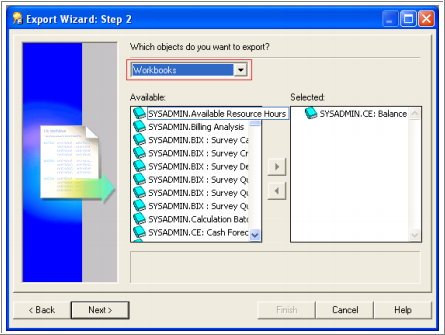 Export Wizard: Step 2
Which objects do you want to export?
Workbooks
Available:
SYSADMIN.Available Resource Hours
SYSADMIN.Billing Analysis
SYSADMIN.BIX : Survey Ca
SYSADMIN.BIX : Survey Cr
SYSADMIN.BIX : Survey De
SYSADMIN.BIX : Survey Qu
SYSADMIN.BIX : Survey Qu
SYSADMIN.BIX : Survey Qu
SYSADMIN.Calculation Batc
SYSADMIN.CE: Cash Forec
Selected:
SYSADMIN.CE: Balance
< Back
Next >
Finish
Cancel
Help